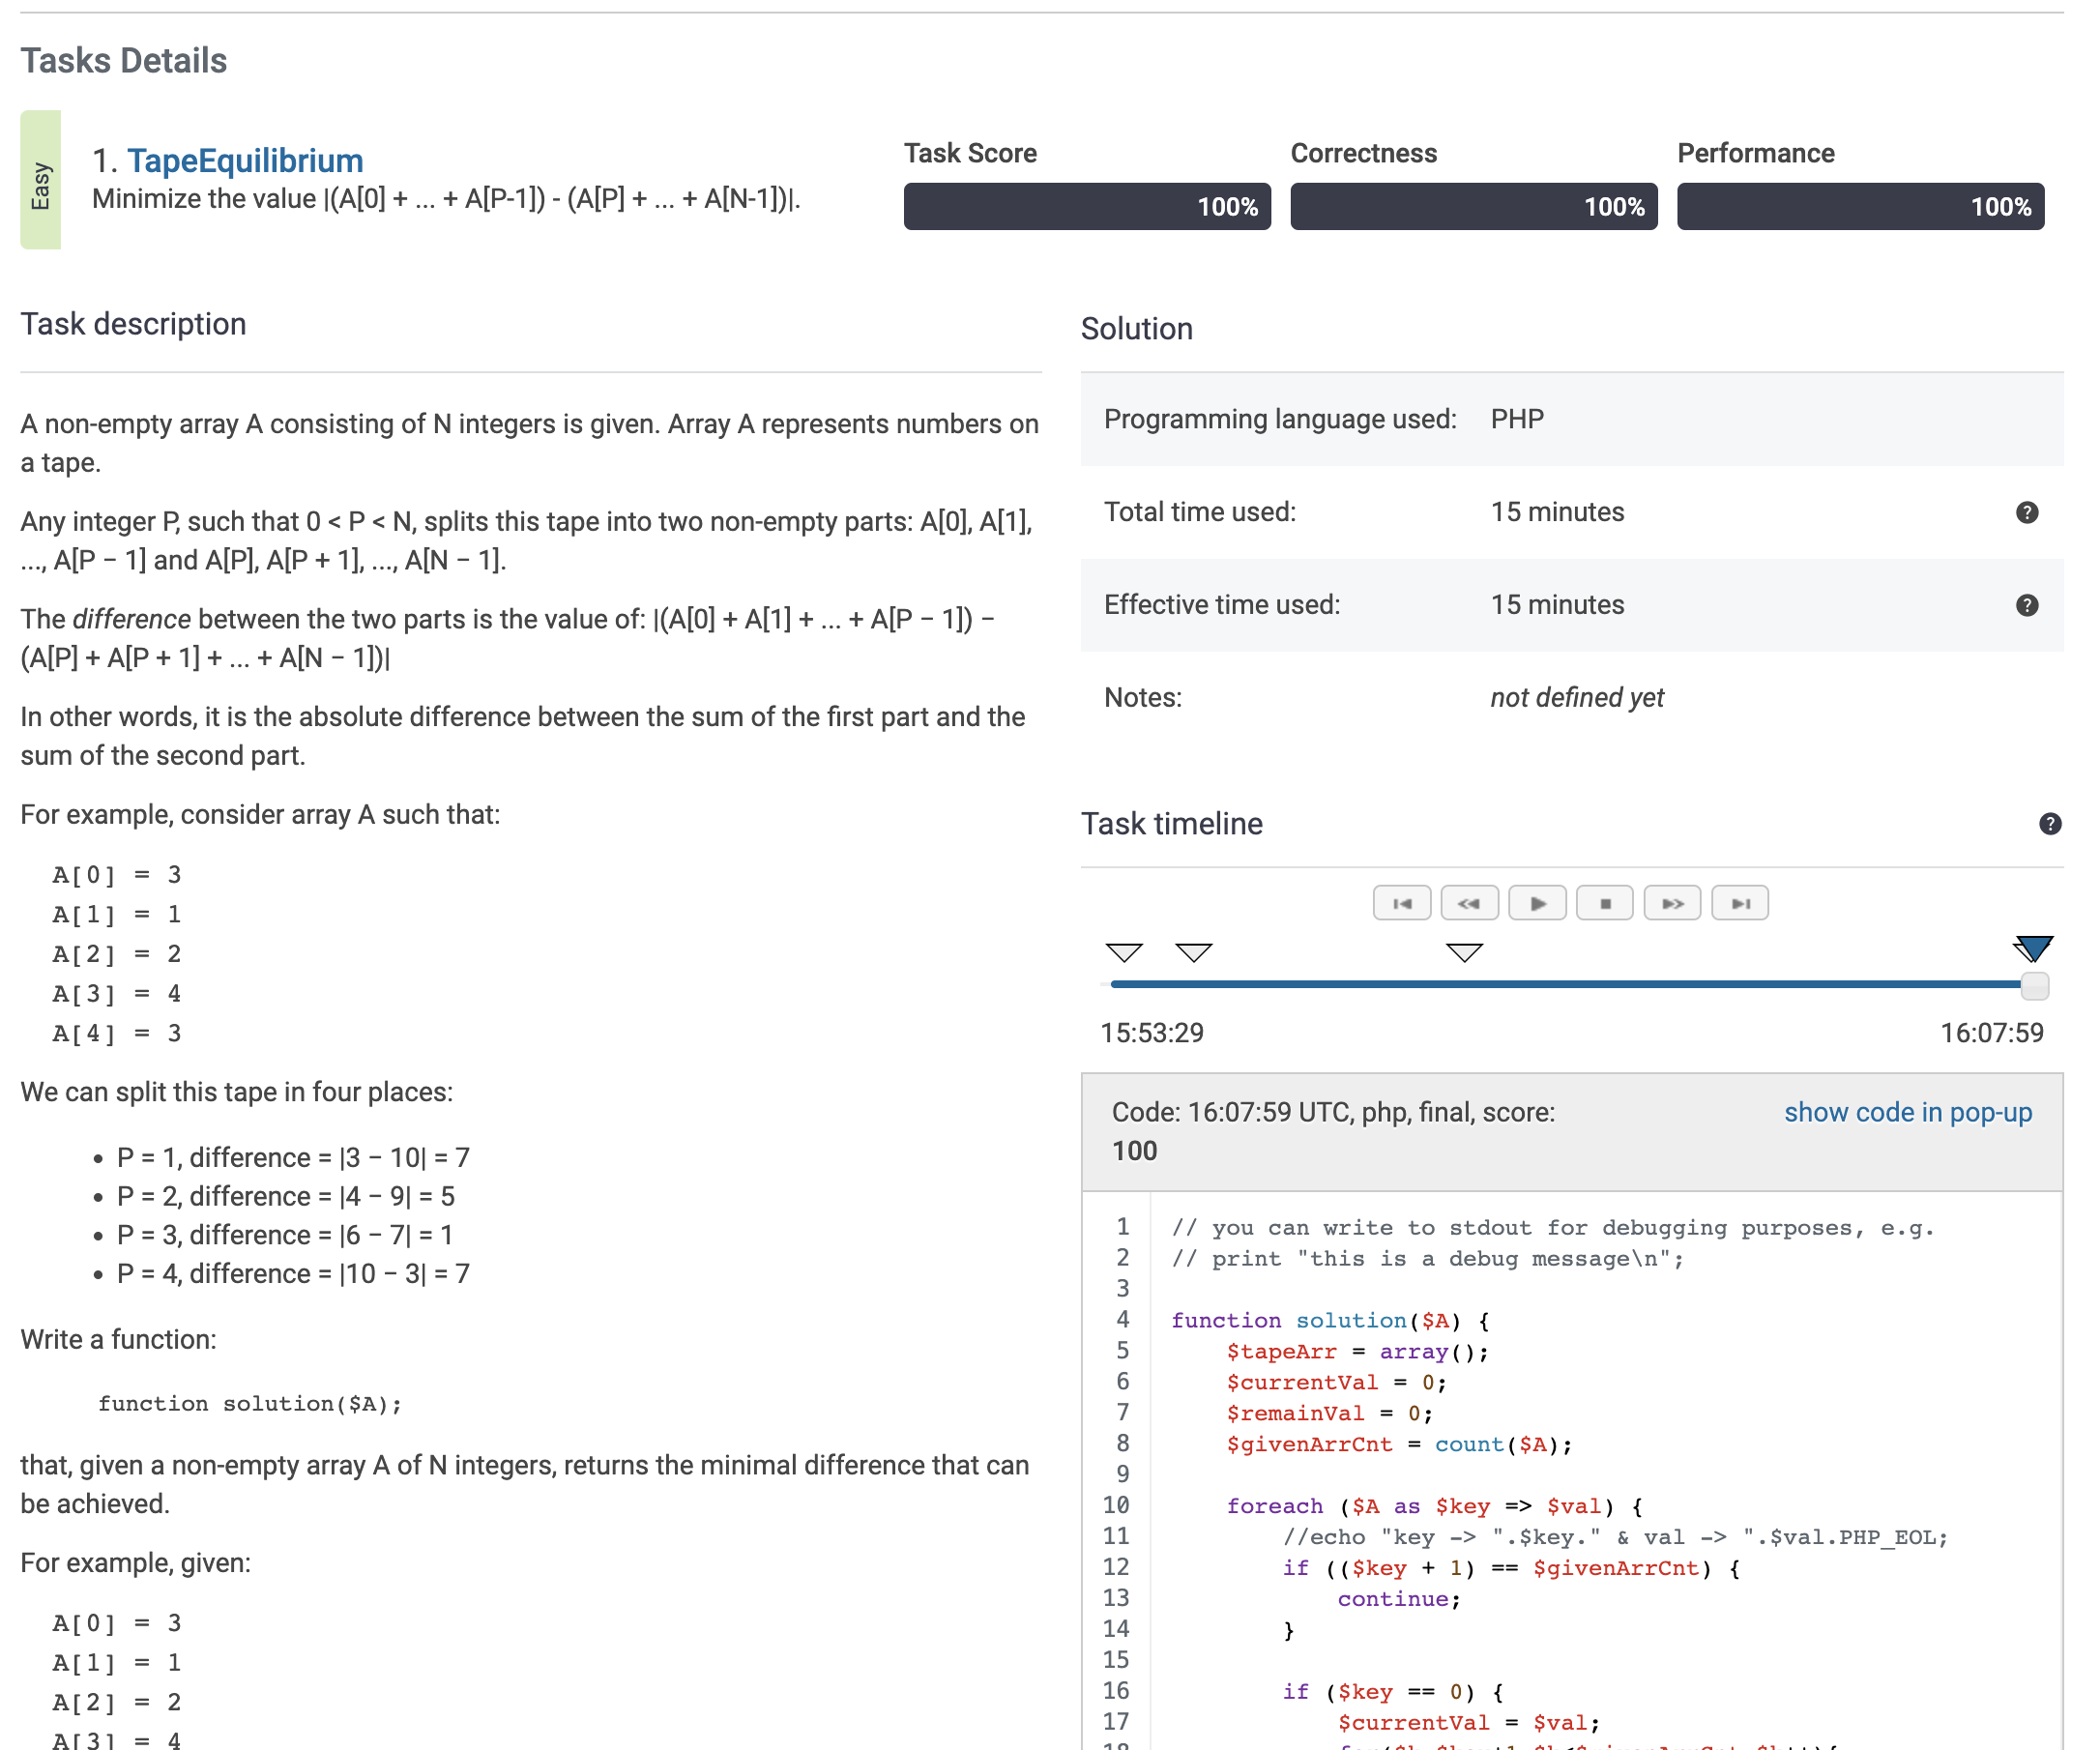 Tasks Details
Easy
1. TapeEquilibrium
Minimize the value |(A[0] + ... + A[P-1]) - (A[P] + ... + A[N-1])|.
Task Score
100%
Correctness
100%
Performance
100%
Task description
A non-empty array A consisting of N integers is given. Array A represents numbers on
a tape.
Any integer P, such that 0 < P < N, splits this tape into two non-empty parts: A[0], A[1],
..., A[P − 1] and A[P], A[P + 1], ..., A[N − 1].
The difference between the two parts is the value of: |(A[0] + A[1] + ... + A[P − 1]) −
(A[P] + A[P + 1] + ... + A[N − 1])|
In other words, it is the absolute difference between the sum of the first part and the
sum of the second part.
For example, consider array A such that:
A[0] = 3
A[1] = 1
A[2] = 2
A[3] = 4
A[4] = 3
We can split this tape in four places:
• P = 1, difference = |3 − 10| = 7
• P = 2, difference = |4 − 9| = 5
• P = 3, difference = |6 − 7| = 1
• P = 4, difference = |10 − 3| = 7
Write a function:
function solution($A);
that, given a non-empty array A of N integers, returns the minimal difference that can
be achieved.
For example, given:
A[0] = 3
A[1] = 1
A[2] = 2
A[3] = 4
Solution
Programming language used: PHP
Total time used: 15 minutes ?
Effective time used: 15 minutes ?
Notes: not defined yet
Task timeline ?
15:53:29 16:07:59
Code: 16:07:59 UTC, php, final, score:
100
show code in pop-up
1 // you can write to stdout for debugging purposes, e.g.
2 // print "this is a debug message\n";
3
4 function solution($A) {
5 $tapeArr = array();
6 $currentVal = 0;
7 $remainVal = 0;
8 $givenArrCnt = count($A);
9
10 foreach ($A as $key => $val) {
11 //echo "key -> ".$key." & val -> ".$val.PHP_EOL;
12 if (($key + 1) == $givenArrCnt) {
13 continue;
14 }
15
16 if ($key == 0) {
17 $currentVal = $val;